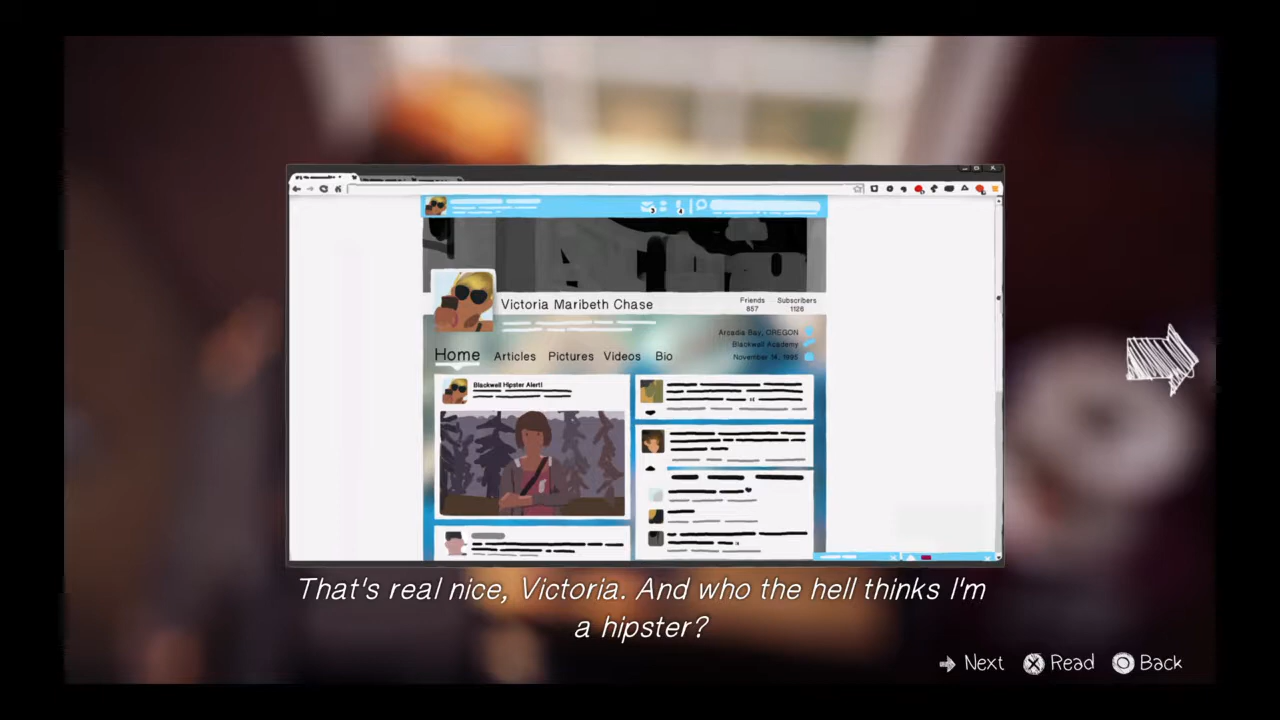 Victoria Maribeth Chase
Friends Subscribers
857 1126
Arcadia Bay, OREGON
Blackwell Academy
November 14, 1995
Home Articles Pictures Videos Bio
Blackwell Hipster Alert!
That's real nice, Victoria. And who the hell thinks I'm
a hipster?
Next Read Back